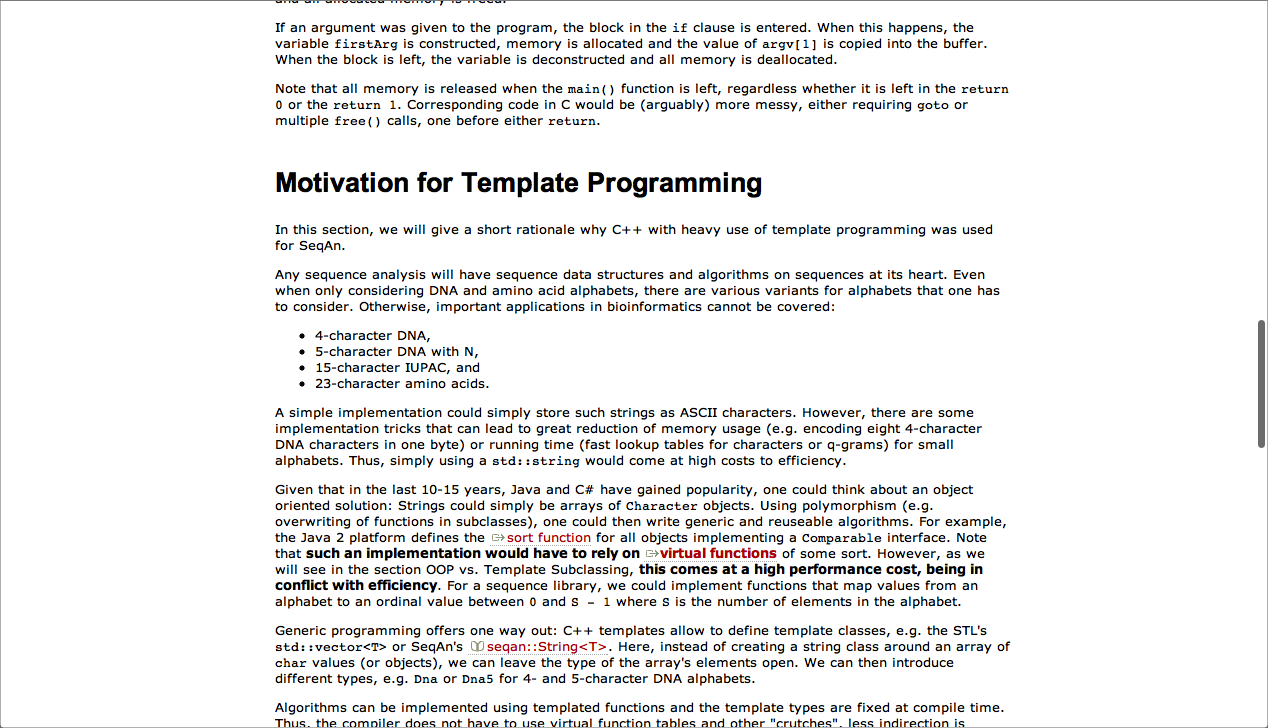 and all allocated memory is freed.
If an argument was given to the program, the block in the if clause is entered. When this happens, the
variable firstArg is constructed, memory is allocated and the value of argv[1] is copied into the buffer.
When the block is left, the variable is deconstructed and all memory is deallocated.
Note that all memory is released when the main() function is left, regardless whether it is left in the return
0 or the return 1. Corresponding code in C would be (arguably) more messy, either requiring goto or
multiple free() calls, one before either return.
Motivation for Template Programming
In this section, we will give a short rationale why C++ with heavy use of template programming was used
for SeqAn.
Any sequence analysis will have sequence data structures and algorithms on sequences at its heart. Even
when only considering DNA and amino acid alphabets, there are various variants for alphabets that one has
to consider. Otherwise, important applications in bioinformatics cannot be covered:
• 4-character DNA,
• 5-character DNA with N,
• 15-character IUPAC, and
• 23-character amino acids.
A simple implementation could simply store such strings as ASCII characters. However, there are some
implementation tricks that can lead to great reduction of memory usage (e.g. encoding eight 4-character
DNA characters in one byte) or running time (fast lookup tables for characters or q-grams) for small
alphabets. Thus, simply using a std::string would come at high costs to efficiency.
Given that in the last 10-15 years, Java and C# have gained popularity, one could think about an object
oriented solution: Strings could simply be arrays of Character objects. Using polymorphism (e.g.
overwriting of functions in subclasses), one could then write generic and reuseable algorithms. For example,
the Java 2 platform defines the sort function for all objects implementing a Comparable interface. Note
that such an implementation would have to rely on virtual functions of some sort. However, as we
will see in the section OOP vs. Template Subclassing, this comes at a high performance cost, being in
conflict with efficiency. For a sequence library, we could implement functions that map values from an
alphabet to an ordinal value between 0 and S - 1 where S is the number of elements in the alphabet.
Generic programming offers one way out: C++ templates allow to define template classes, e.g. the STL's
std::vector<T> or SeqAn's seqan::String<T>. Here, instead of creating a string class around an array of
char values (or objects), we can leave the type of the array's elements open. We can then introduce
different types, e.g. Dna or Dna5 for 4- and 5-character DNA alphabets.
Algorithms can be implemented using templated functions and the template types are fixed at compile time.
Thus, the compiler does not have to use virtual function tables and other "crutches", less indirection is